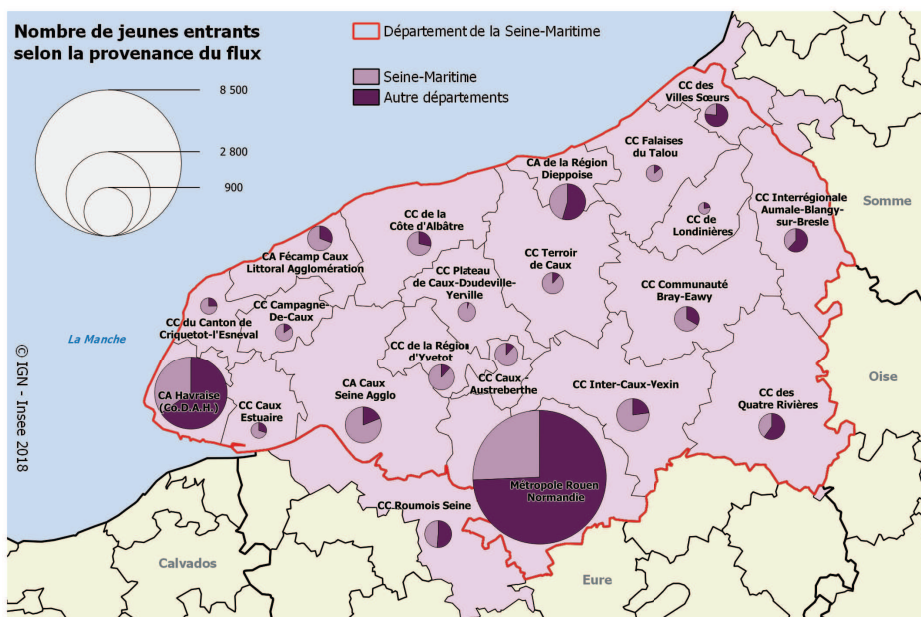 Nombre de jeunes entrants
selon la provenance du flux
8 500
2 800
900
Département de la Seine-Maritime
Seine-Maritime
Autre départements
CC des
Villes Sœurs
CC Falaises
du Talou
CA de la Région
Dieppoise
Somme
CC Interrégionale
Aumale-Blangy-
sur-Bresle
CC de
Londinières
CC de la
Côte d'Albâtre
CA Fécamp Caux
Littoral Agglomération
CC Terroir
de Caux
CC Plateau
de Caux-Doudeville-
Yerville
CC Communauté
Bray-Eawy
CC Campagne-
De-Caux
CC du Canton de
Criquetot-l'Esneval
La Manche
CC de la Région
d'Yvetot
CC Caux -
Austreberthe
CC Inter-Caux-Vexin
Oise
CA Havraise
(Co.D.A.H.)
CA Caux
Seine Agglo
CC Caux
Estuaire
CC des
Quatre Rivières
Métropole Rouen
Normandie
CC Roumois Seine
Calvados
Eure
© IGN - Insee 2018